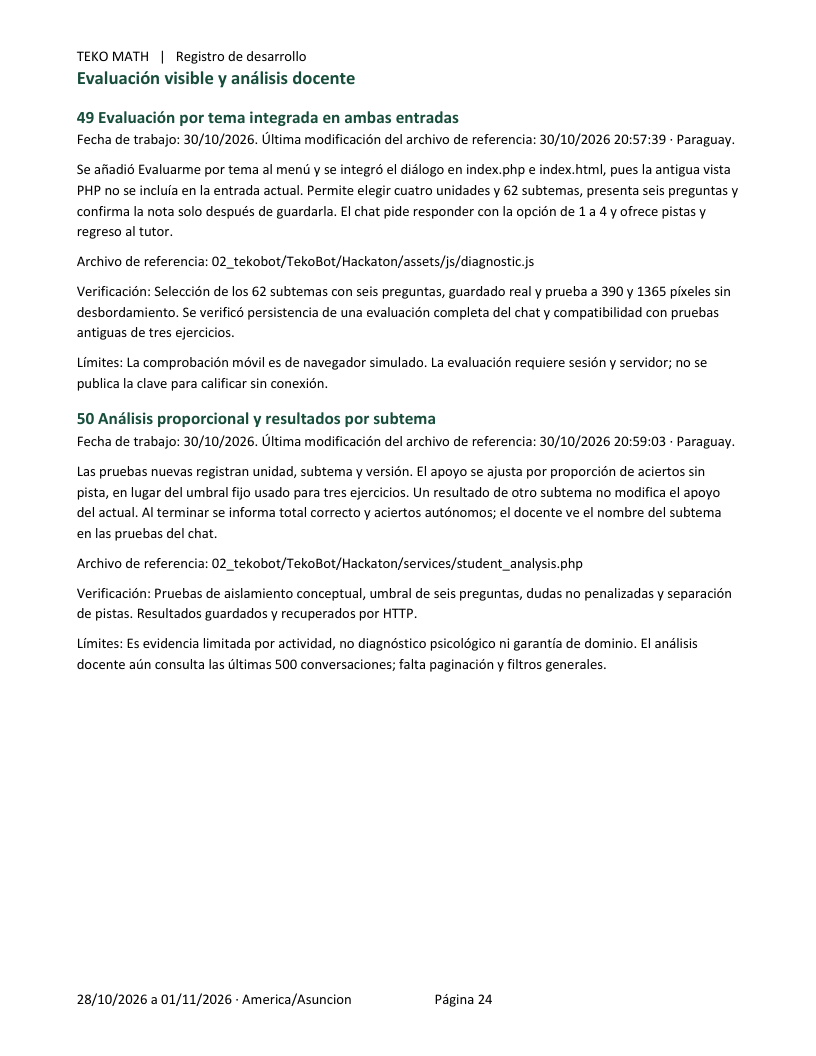 TEKO MATH | Registro de desarrollo
Evaluación visible y análisis docente
49 Evaluación por tema integrada en ambas entradas
Fecha de trabajo: 30/10/2026. Última modificación del archivo de referencia: 30/10/2026 20:57:39 · Paraguay.
Se añadió Evaluarme por tema al menú y se integró el diálogo en index.php e index.html, pues la antigua vista
PHP no se incluía en la entrada actual. Permite elegir cuatro unidades y 62 subtemas, presenta seis preguntas y
confirma la nota solo después de guardarla. El chat pide responder con la opción de 1 a 4 y ofrece pistas y
regreso al tutor.
Archivo de referencia: 02_tekobot/TekoBot/Hackaton/assets/js/diagnostic.js
Verificación: Selección de los 62 subtemas con seis preguntas, guardado real y prueba a 390 y 1365 píxeles sin
desbordamiento. Se verificó persistencia de una evaluación completa del chat y compatibilidad con pruebas
antiguas de tres ejercicios.
Límites: La comprobación móvil es de navegador simulado. La evaluación requiere sesión y servidor; no se
publica la clave para calificar sin conexión.
50 Análisis proporcional y resultados por subtema
Fecha de trabajo: 30/10/2026. Última modificación del archivo de referencia: 30/10/2026 20:59:03 · Paraguay.
Las pruebas nuevas registran unidad, subtema y versión. El apoyo se ajusta por proporción de aciertos sin
pista, en lugar del umbral fijo usado para tres ejercicios. Un resultado de otro subtema no modifica el apoyo
del actual. Al terminar se informa total correcto y aciertos autónomos; el docente ve el nombre del subtema
en las pruebas del chat.
Archivo de referencia: 02_tekobot/TekoBot/Hackaton/services/student_analysis.php
Verificación: Pruebas de aislamiento conceptual, umbral de seis preguntas, dudas no penalizadas y separación
de pistas. Resultados guardados y recuperados por HTTP.
Límites: Es evidencia limitada por actividad, no diagnóstico psicológico ni garantía de dominio. El análisis
docente aún consulta las últimas 500 conversaciones; falta paginación y filtros generales.
28/10/2026 a 01/11/2026 · America/Asuncion Página 24